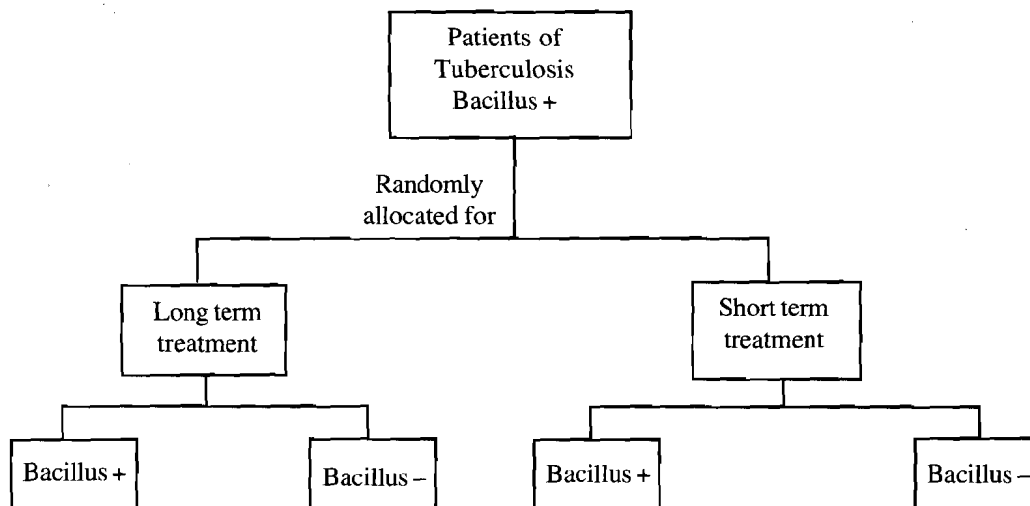 Patients of
Tuberculosis
Bacillus +
Randomly
allocated for
Long term
treatment
Short term
treatment
Bacillus +
Bacillus –
Bacillus +
Bacillus –